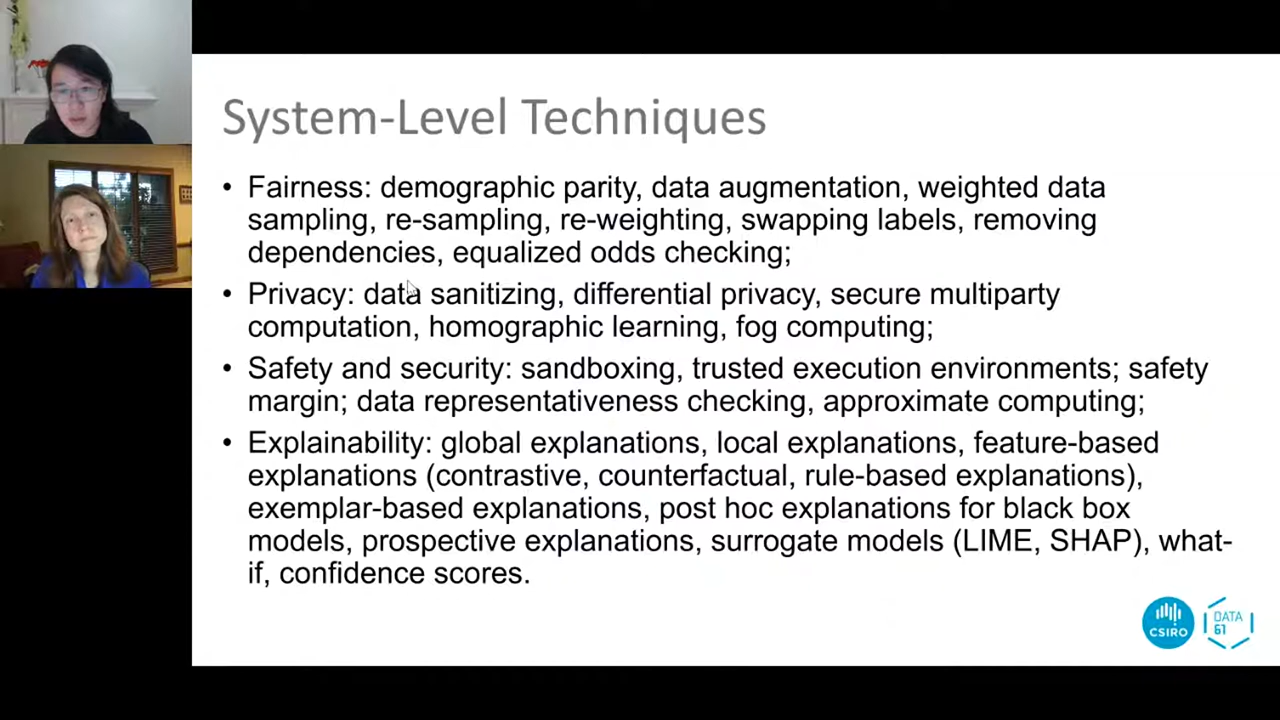 System-Level Techniques
• Fairness: demographic parity, data augmentation, weighted data
sampling, re-sampling, re-weighting, swapping labels, removing
dependencies, equalized odds checking;
• Privacy: data sanitizing, differential privacy, secure multiparty
computation, homographic learning, fog computing;
• Safety and security: sandboxing, trusted execution environments; safety
margin; data representativeness checking, approximate computing;
• Explainability: global explanations, local explanations, feature-based
explanations (contrastive, counterfactual, rule-based explanations),
exemplar-based explanations, post hoc explanations for black box
models, prospective explanations, surrogate models (LIME, SHAP), what-
if, confidence scores.
CSIRO
DATA
61